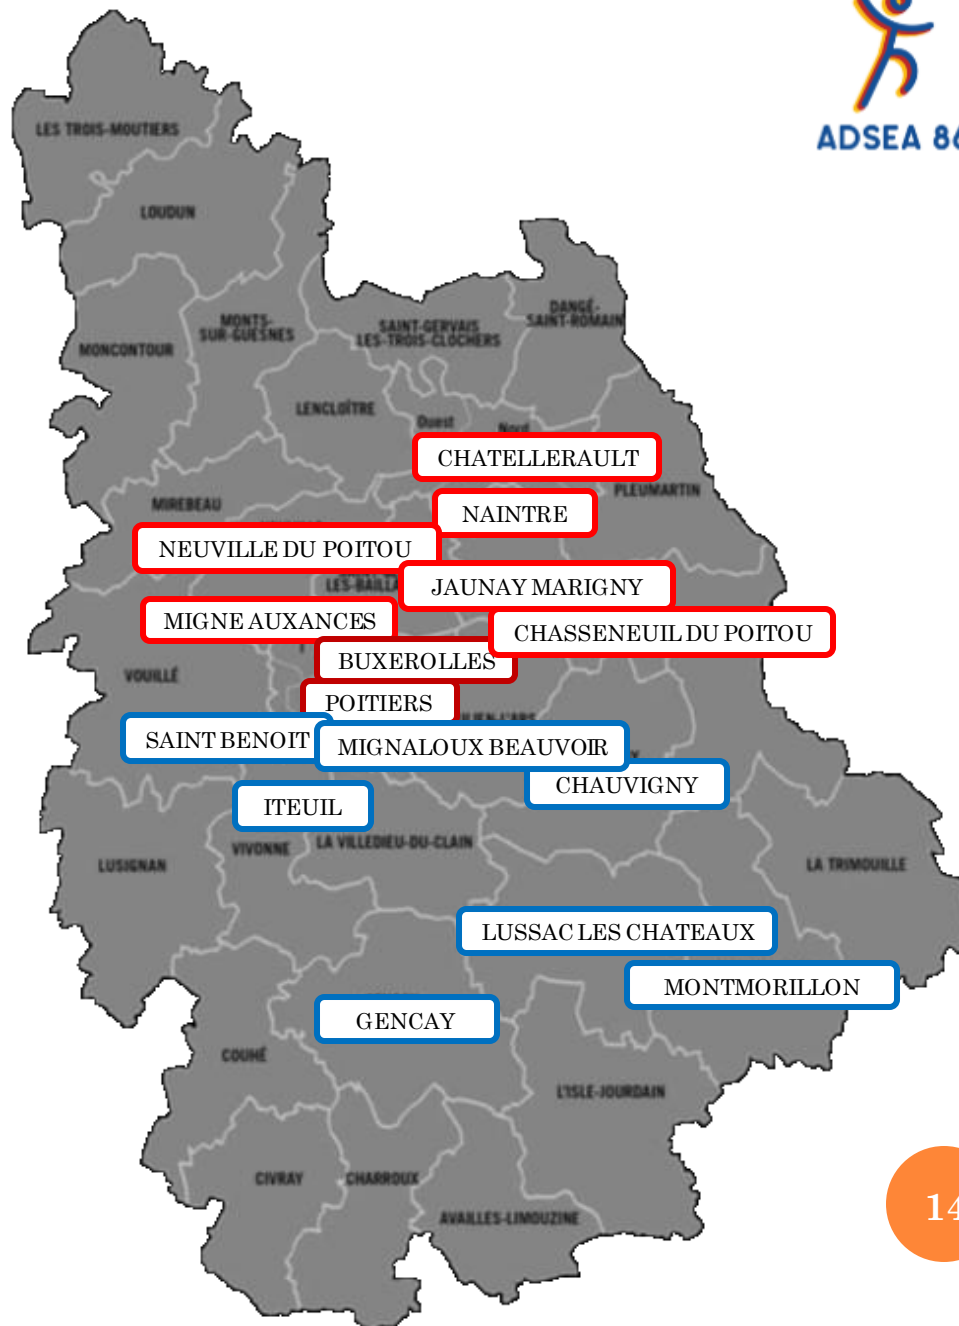 ADSEA 86
LES TROIS-MOUTIERS
LOUDUN
MONTS-
SUR-GUESNES
MONCONTOUR
SAINT-GERVAIS
LES-TROIS-CLOCHERS
DANGÉ-
SAINT-ROMAIN
LENCLOÎTRE
Ouest
Nord
CHATELLERAULT
PLEUMARTIN
MIREBEAU
NAINTRE
NEUVILLE DU POITOU
JAUNAY MARIGNY
MIGNE AUXANCES
CHASSENEUIL DU POITOU
BUXEROLLES
VOUILLÉ
POITIERS
SAINT BENOIT
MIGNALOUX BEAUVOIR
CHAUVIGNY
ITEUIL
VIVONNE
LA VILLEDIEU-DU-CLAIN
LUSIGNAN
LA TRIMOUILLE
LUSSAC LES CHATEAUX
MONTMORILLON
GENCAY
COUHÉ
L'ISLE-JOURDAIN
CIVRAY
CHARROUX
AVAILLES-LIMOUZINE
14